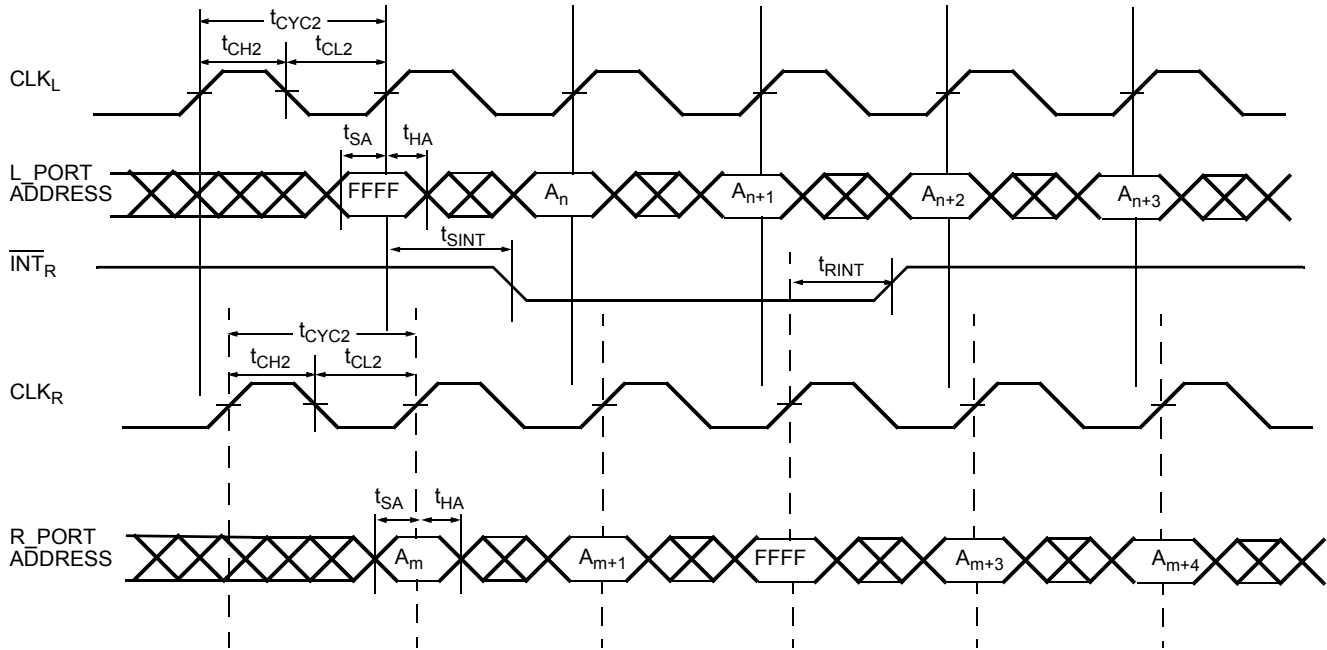 tCYC2
tCH2 tCL2
CLKL
tSA tHA
L_PORT
ADDRESS
FFFF An An+1 An+2 An+3
tSINT
INTR
tRINT
tCYC2
tCH2 tCL2
CLKR
tSA tHA
R_PORT
ADDRESS
Am Am+1 FFFF Am+3 Am+4